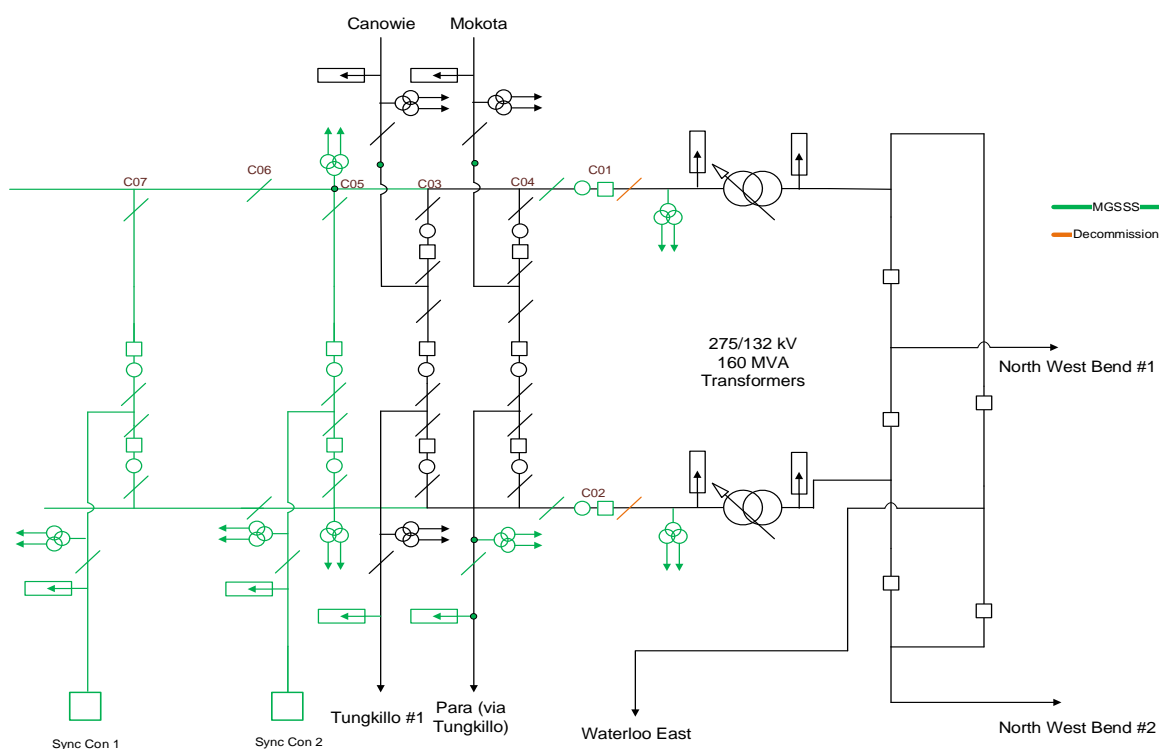 Canowie
Mokota
C07
C06
C05
C03
C04
C01
MGSSS
Decommission
275/132 kV
160 MVA
Transformers
North West Bend #1
C02
Tungkillo #1
Para (via
Tungkillo)
Waterloo East
North West Bend #2
Sync Con 1
Sync Con 2